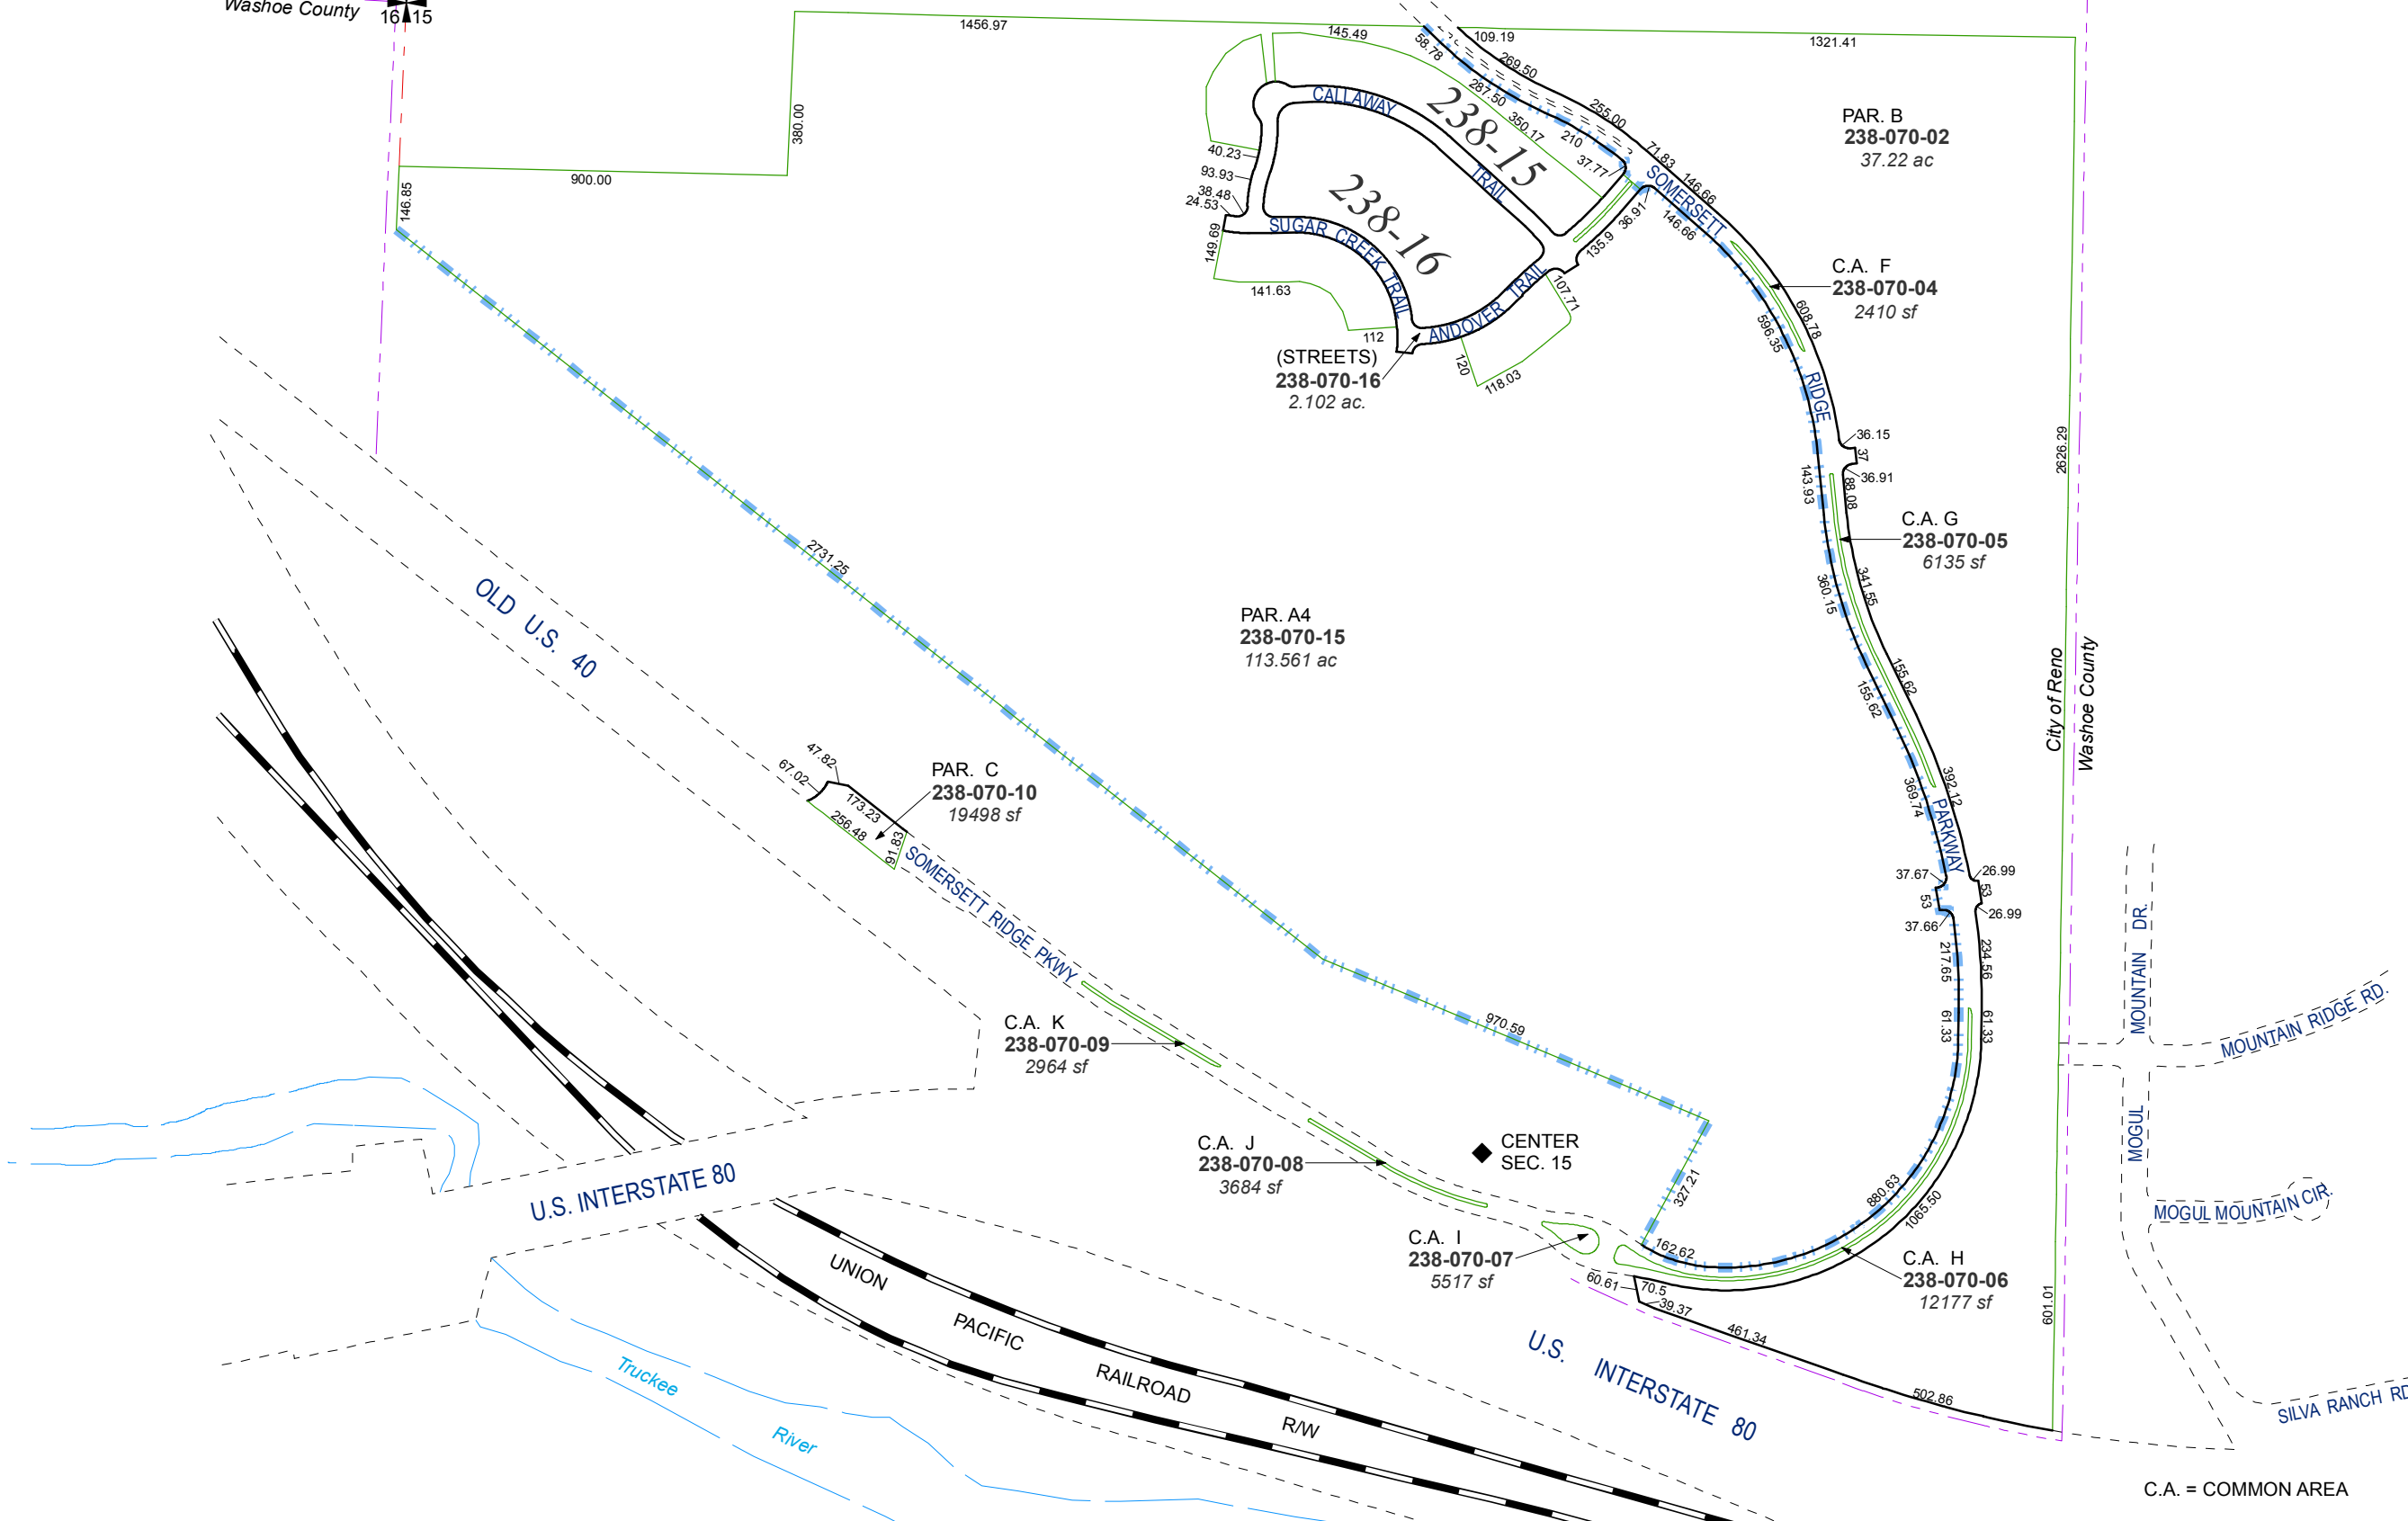 Washoe County
16 15
1456.97
145.49
58.78
109.19
269.50
1321.41
380.00
900.00
146.85
287.50
350.17
210
37.77
255.00
71.83
146.66
CALLAWAY
TRAIL
238-15
238-16
40.23
93.93
38.48
24.53
149.69
141.63
SUGAR CREEK TRAIL
ANDOVER TRAIL
112
120
118.03
107.71
135.9
36.91
146.66
SOMERSETT
RIDGE
PARKWAY
PAR. B
238-070-02
37.22 ac
C.A. F
238-070-04
2410 sf
608.78
596.35
(STREETS)
238-070-16
2.102 ac.
36.15
37
36.91
88.08
143.93
2626.29
C.A. G
238-070-05
6135 sf
341.55
360.15
155.62
155.62
2731.25
OLD U.S. 40
PAR. A4
238-070-15
113.561 ac
City of Reno
Washoe County
392.12
369.74
47.82
67.02
173.23
256.48
91.83
PAR. C
238-070-10
19498 sf
SOMERSETT RIDGE PKWY
37.67
53
37.66
26.99
53
26.99
217.65
234.56
61.33
61.33
MOUNTAIN DR.
MOGUL
MOUNTAIN RIDGE RD.
MOGUL MOUNTAIN CIR.
SILVA RANCH RD
970.59
C.A. K
238-070-09
2964 sf
C.A. J
238-070-08
3684 sf
CENTER
SEC. 15
327.21
880.63
1065.50
C.A. I
238-070-07
5517 sf
162.62
60.61
70.5
39.37
C.A. H
238-070-06
12177 sf
601.01
461.34
502.86
U.S. INTERSTATE 80
U.S. INTERSTATE 80
UNION
PACIFIC
RAILROAD
R/W
Truckee
River
C.A. = COMMON AREA